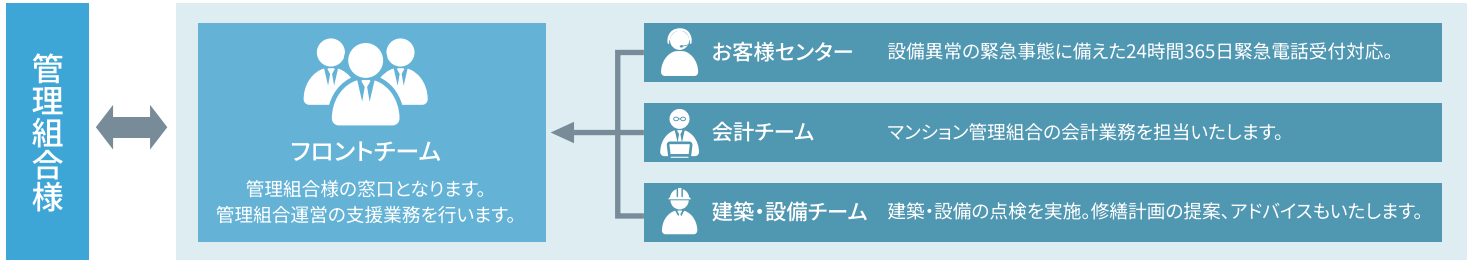 管理組合様
フロントチーム
管理組合様の窓口となります。
管理組合運営の支援業務を行います。
お客様センター
設備異常の緊急事態に備えた24時間365日緊急電話受付対応。
会計チーム
マンション管理組合の会計業務を担当いたします。
建築・設備チーム
建築・設備の点検を実施。修繕計画の提案、アドバイスもいたします。